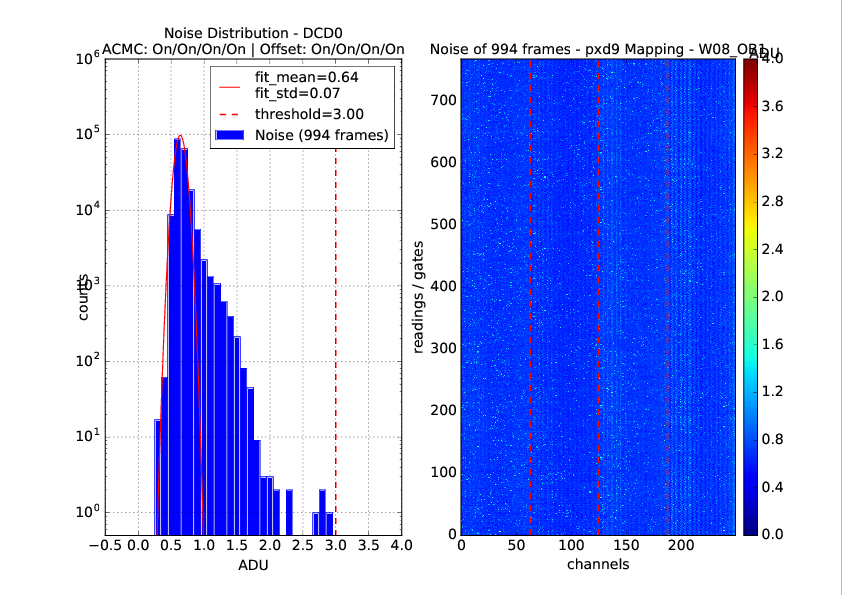 Noise Distribution - DCD0
ACMC: On/On/On/On | Offset: On/On/On/On
fit_mean=0.64
fit_std=0.07
threshold=3.00
Noise (994 frames)
10^6
10^5
10^4
10^3
10^2
10^1
10^0
counts
−0.5 0.0 0.5 1.0 1.5 2.0 2.5 3.0 3.5 4.0
ADU
Noise of 994 frames - pxd9 Mapping - W08_OB1
700
600
500
400
300
200
100
0
readings / gates
0 50 100 150 200
channels
ADU
4.0
3.6
3.2
2.8
2.4
2.0
1.6
1.2
0.8
0.4
0.0